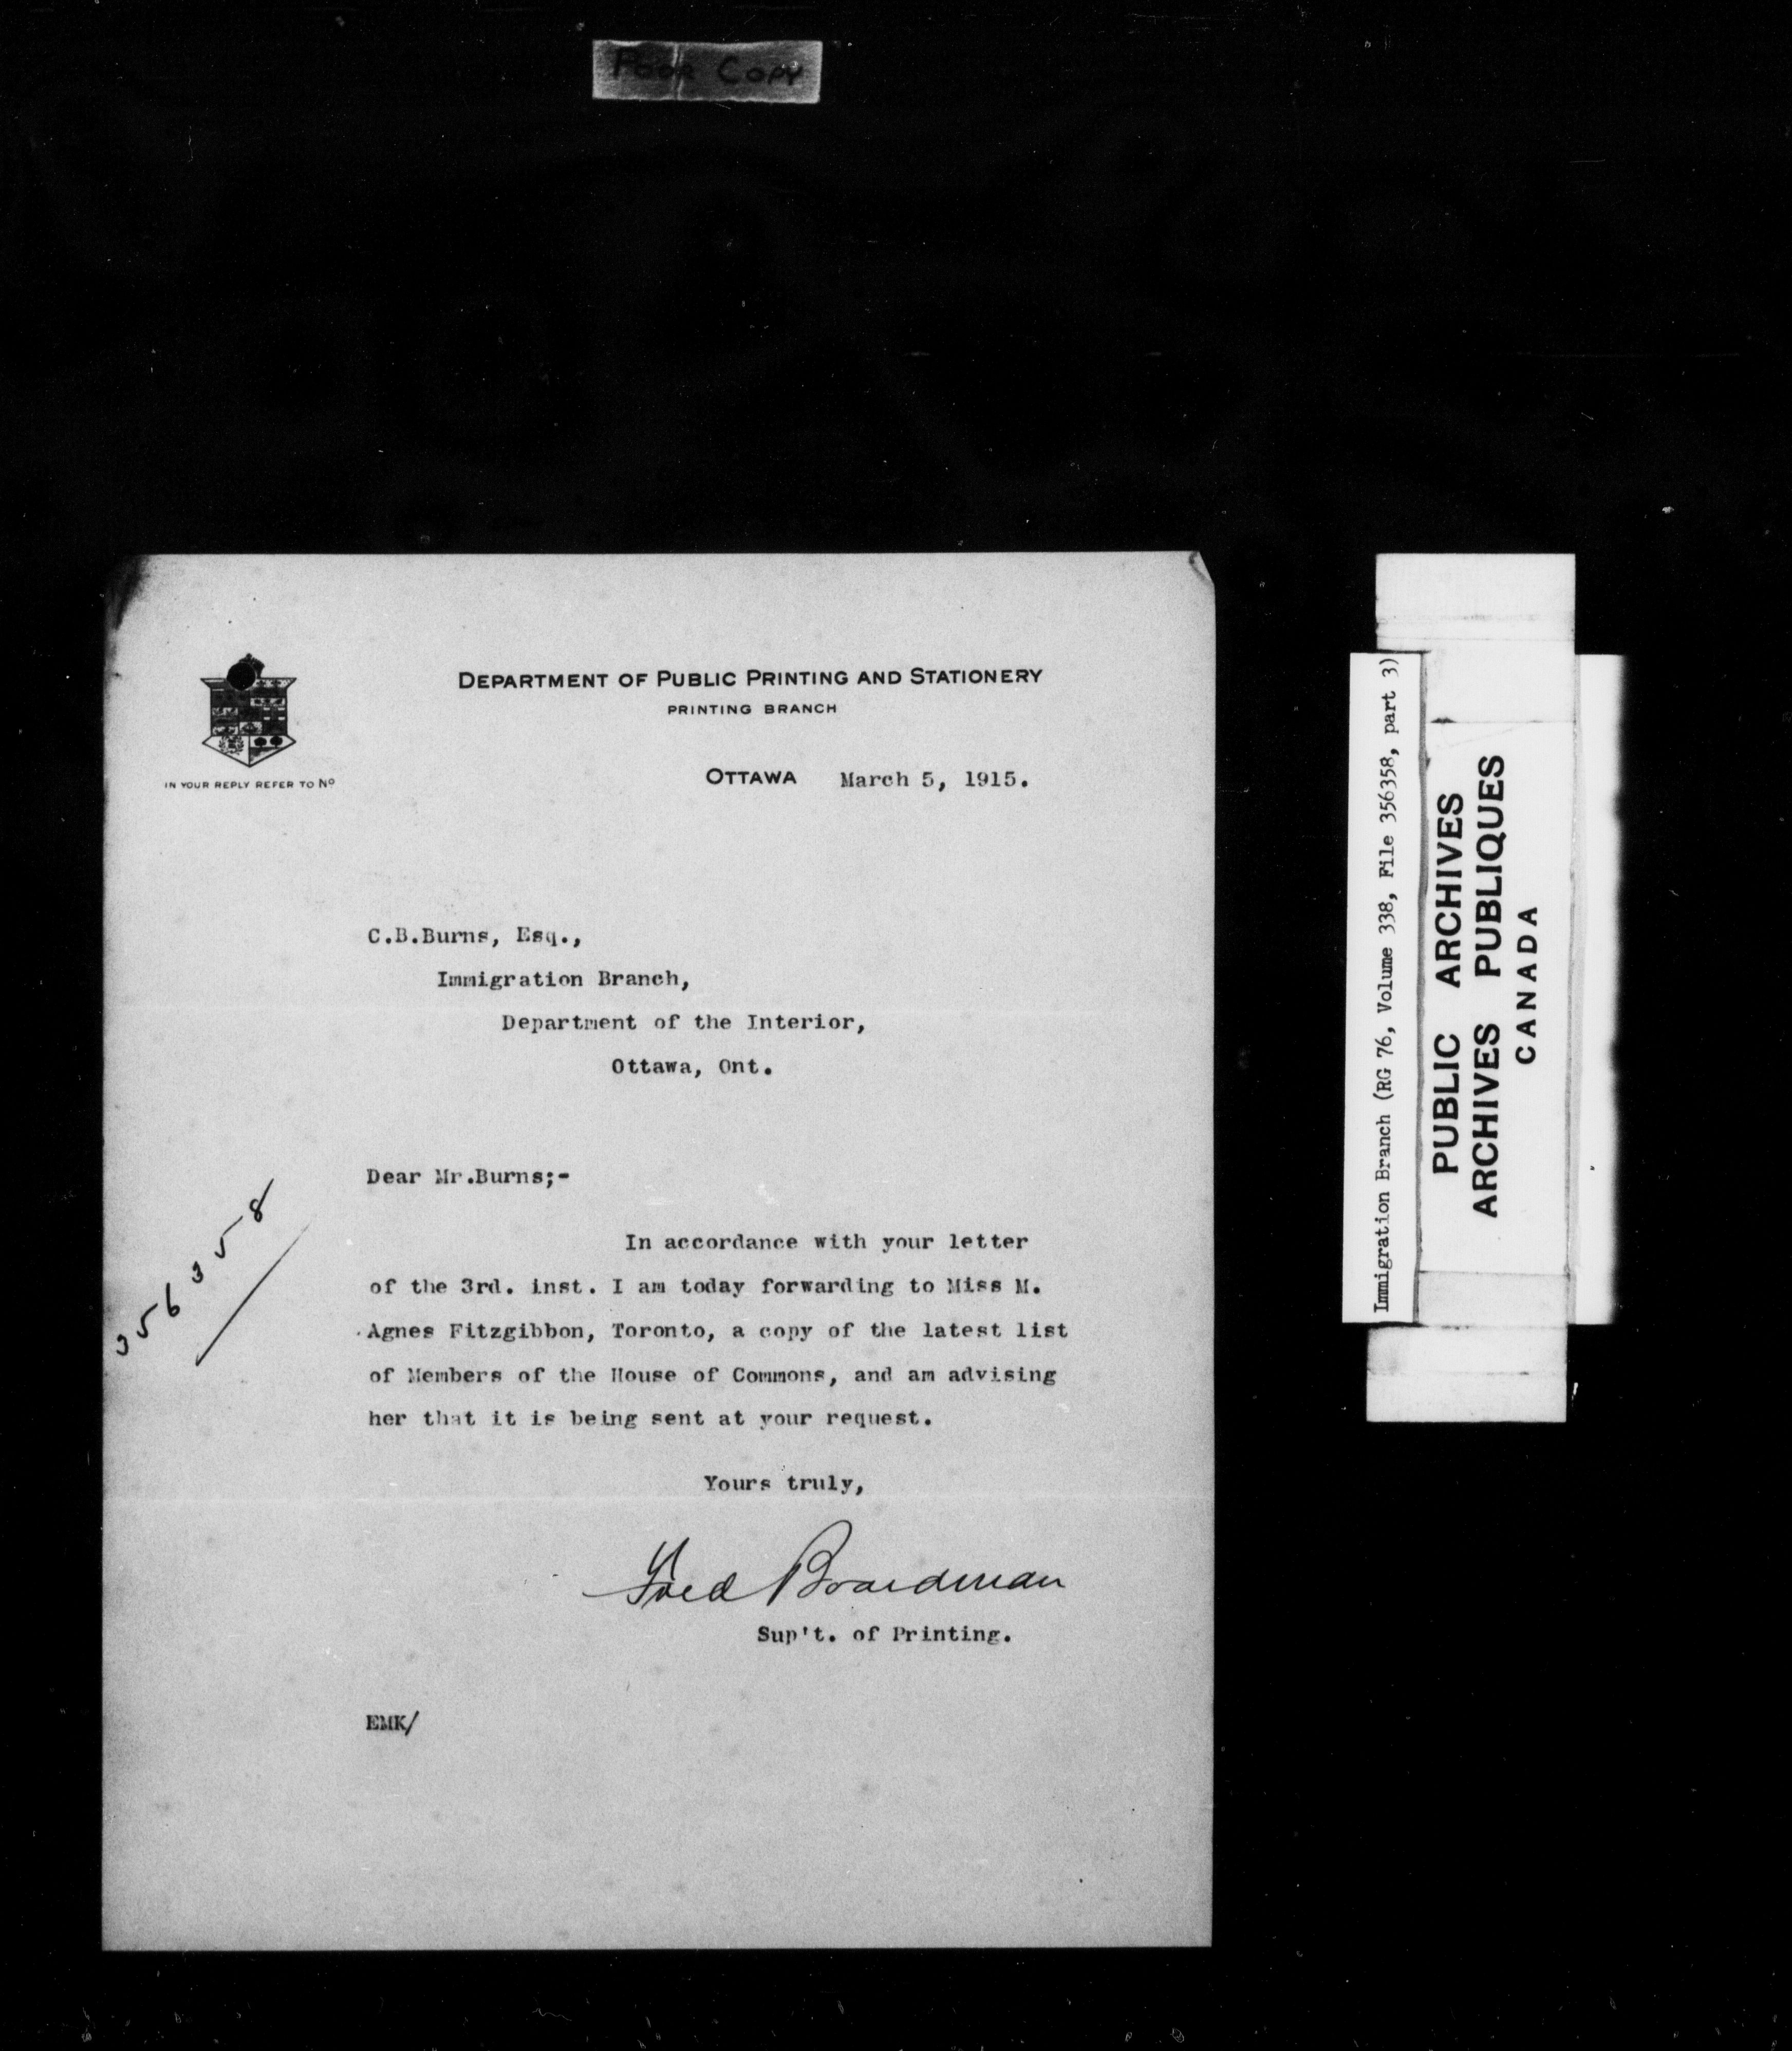 Poor Copy
DEPARTMENT OF PUBLIC PRINTING AND STATIONERY
PRINTING BRANCH
IN YOUR REPLY REFER TO No
OTTAWA March 5, 1915.
C.B.Burns, Esq.,
Immigration Branch,
Department of the Interior,
Ottawa, Ont.
Dear Mr.Burns;-
356358
In accordance with your letter
of the 3rd. inst. I am today forwarding to Miss M.
Agnes Fitzgibbon, Toronto, a copy of the latest list
of Members of the House of Commons, and am advising
her that it is being sent at your request.
Yours truly,
Fred Boardman
Sup't. of Printing.
EMK/
Immigration Branch (RG 76, Volume 338, File 356358, part 3)
PUBLIC ARCHIVES
ARCHIVES PUBLIQUES
CANADA